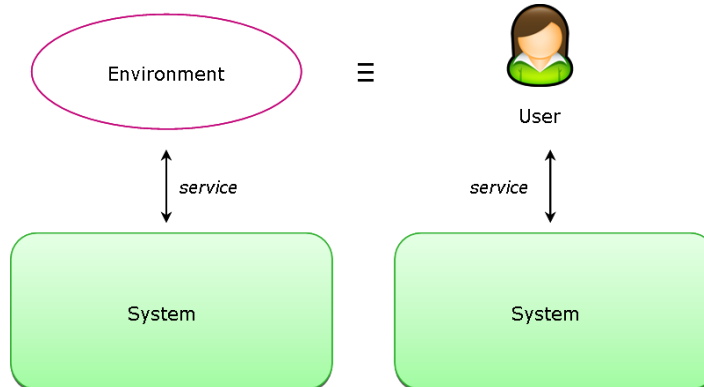 Environment
≡
User
service
service
System
System